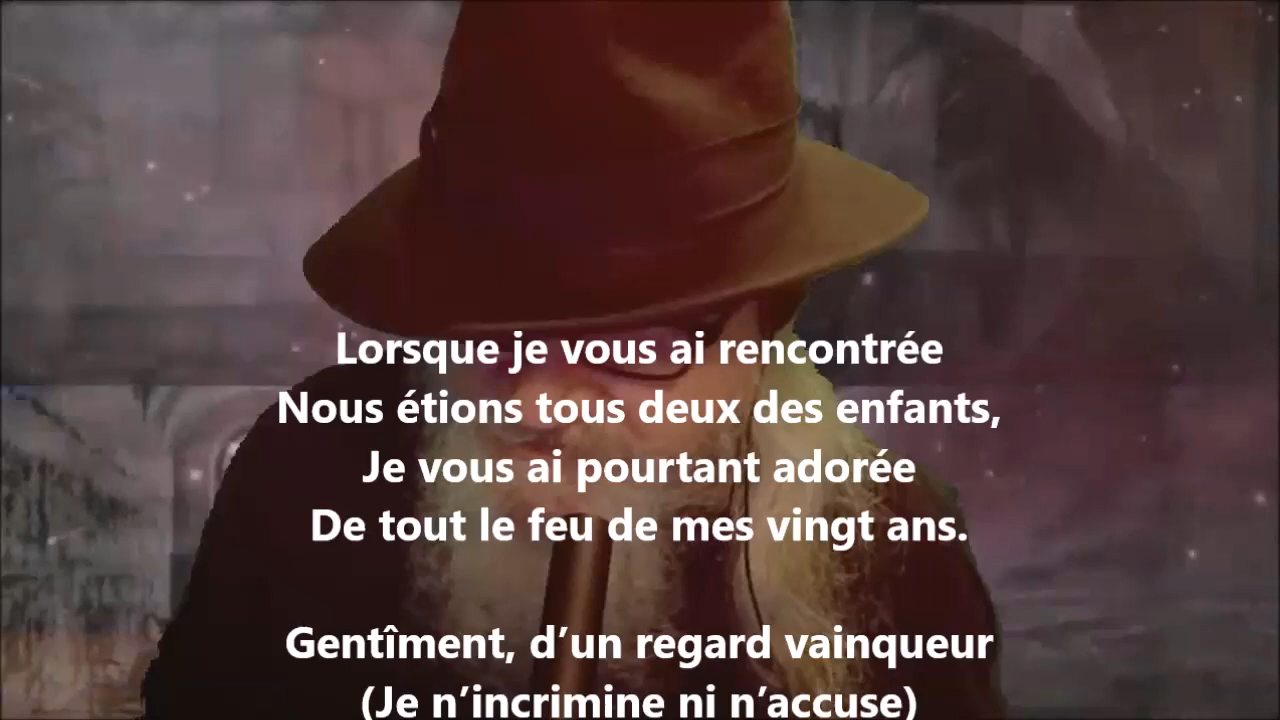 Lorsque je vous ai rencontrée
Nous étions tous deux des enfants,
Je vous ai pourtant adorée
De tout le feu de mes vingt ans.
Gentîment, d’un regard vainqueur
(Je n’incrimine ni n’accuse)